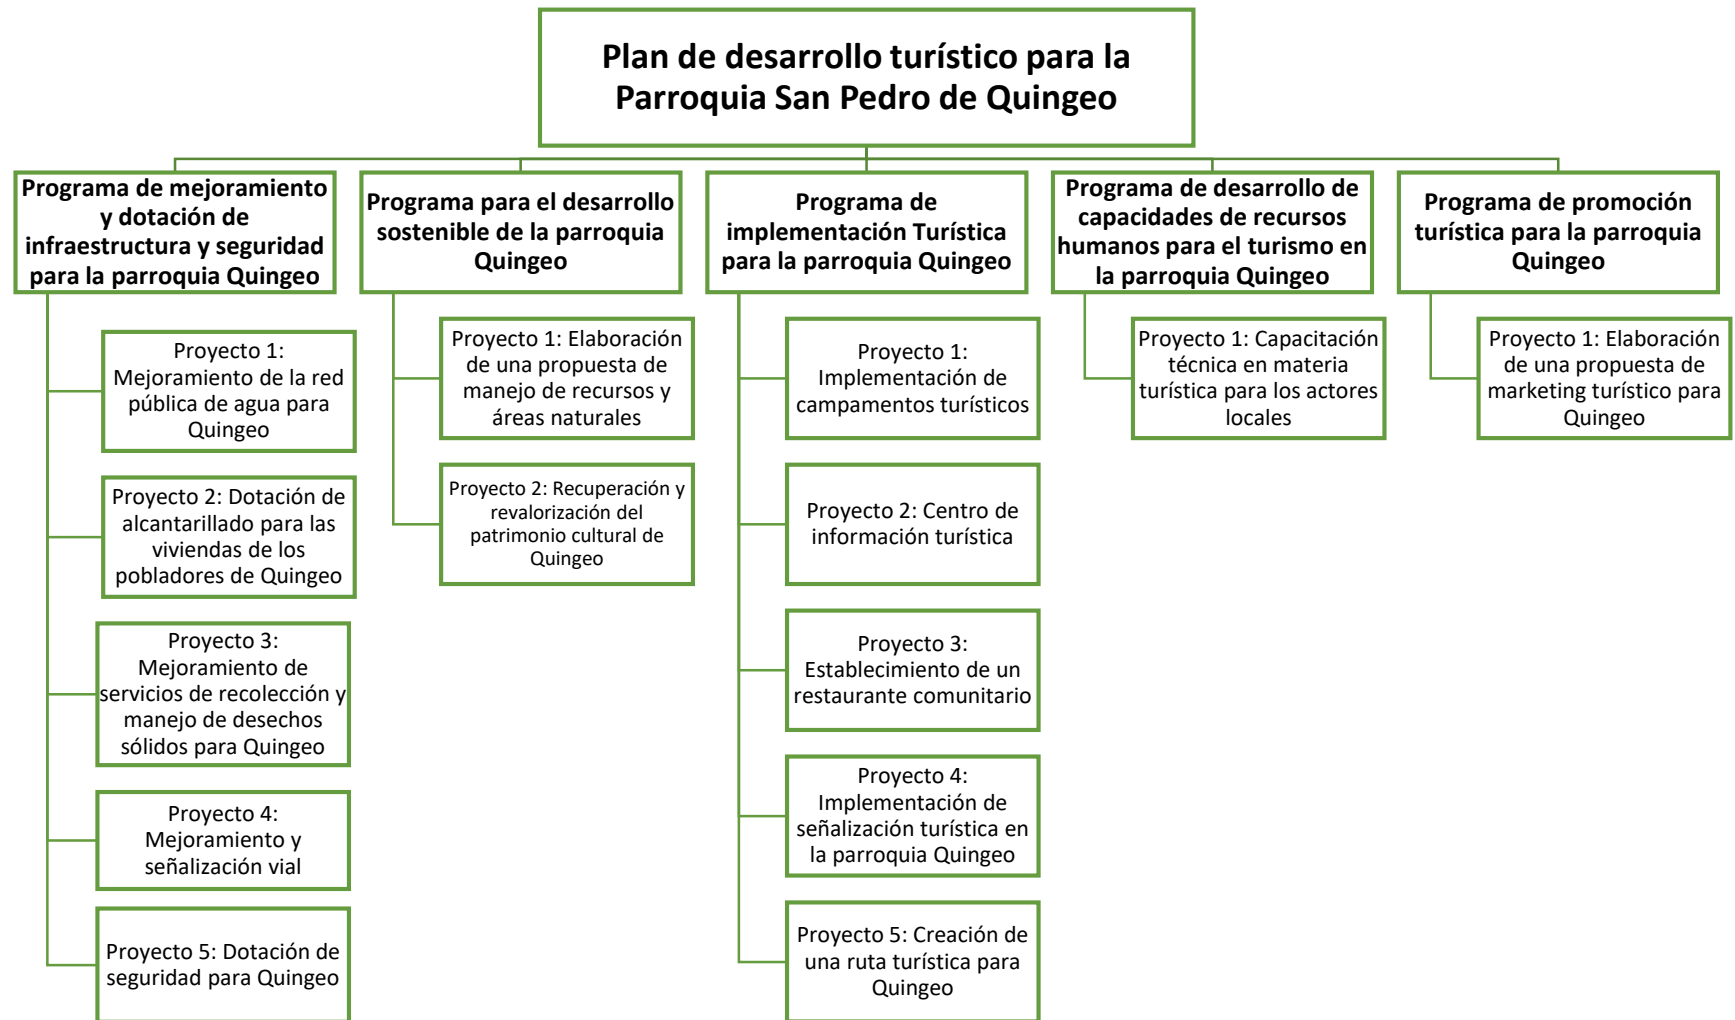 Plan de desarrollo turístico para la
Parroquia San Pedro de Quingeo
Programa de mejoramiento
y dotación de
infraestructura y seguridad
para la parroquia Quingeo
Proyecto 1:
Mejoramiento de la red
pública de agua para
Quingeo
Proyecto 2: Dotación de
alcantarillado para las
viviendas de los
pobladores de Quingeo
Proyecto 3:
Mejoramiento de
servicios de recolección y
manejo de desechos
sólidos para Quingeo
Proyecto 4:
Mejoramiento y
señalización vial
Proyecto 5: Dotación de
seguridad para Quingeo
Programa para el desarrollo
sostenible de la parroquia
Quingeo
Proyecto 1: Elaboración
de una propuesta de
manejo de recursos y
áreas naturales
Proyecto 2: Recuperación y
revalorización del
patrimonio cultural de
Quingeo
Programa de
implementación Turística
para la parroquia Quingeo
Proyecto 1:
Implementación de
campamentos turísticos
Proyecto 2: Centro de
información turística
Proyecto 3:
Establecimiento de un
restaurante comunitario
Proyecto 4:
Implementación de
señalización turística en
la parroquia Quingeo
Proyecto 5: Creación de
una ruta turística para
Quingeo
Programa de desarrollo de
capacidades de recursos
humanos para el turismo en
la parroquia Quingeo
Proyecto 1: Capacitación
técnica en materia
turística para los actores
locales
Programa de promoción
turística para la parroquia
Quingeo
Proyecto 1: Elaboración
de una propuesta de
marketing turístico para
Quingeo